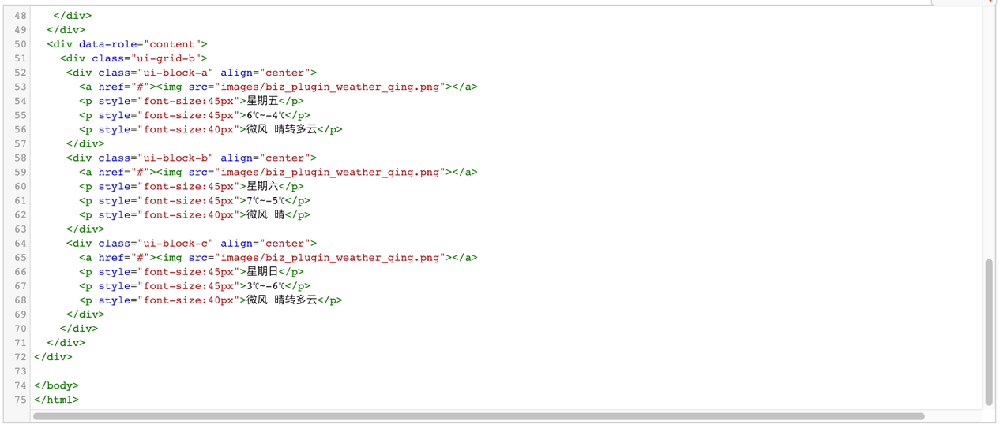 48 </div>
49 </div>
50 <div data-role="content">
51 <div class="ui-grid-b">
52 <div class="ui-block-a" align="center">
53 <a href="#"><img src="images/biz_plugin_weather_qing.png"></a>
54 <p style="font-size:45px">星期五</p>
55 <p style="font-size:45px">6℃~-4℃</p>
56 <p style="font-size:40px">微风 晴转多云</p>
57 </div>
58 <div class="ui-block-b" align="center">
59 <a href="#"><img src="images/biz_plugin_weather_qing.png"></a>
60 <p style="font-size:45px">星期六</p>
61 <p style="font-size:45px">7℃~-5℃</p>
62 <p style="font-size:40px">微风 晴</p>
63 </div>
64 <div class="ui-block-c" align="center">
65 <a href="#"><img src="images/biz_plugin_weather_qing.png"></a>
66 <p style="font-size:45px">星期日</p>
67 <p style="font-size:45px">3℃~-6℃</p>
68 <p style="font-size:40px">微风 晴转多云</p>
69 </div>
70 </div>
71 </div>
72 </div>
73
74 </body>
75 </html>